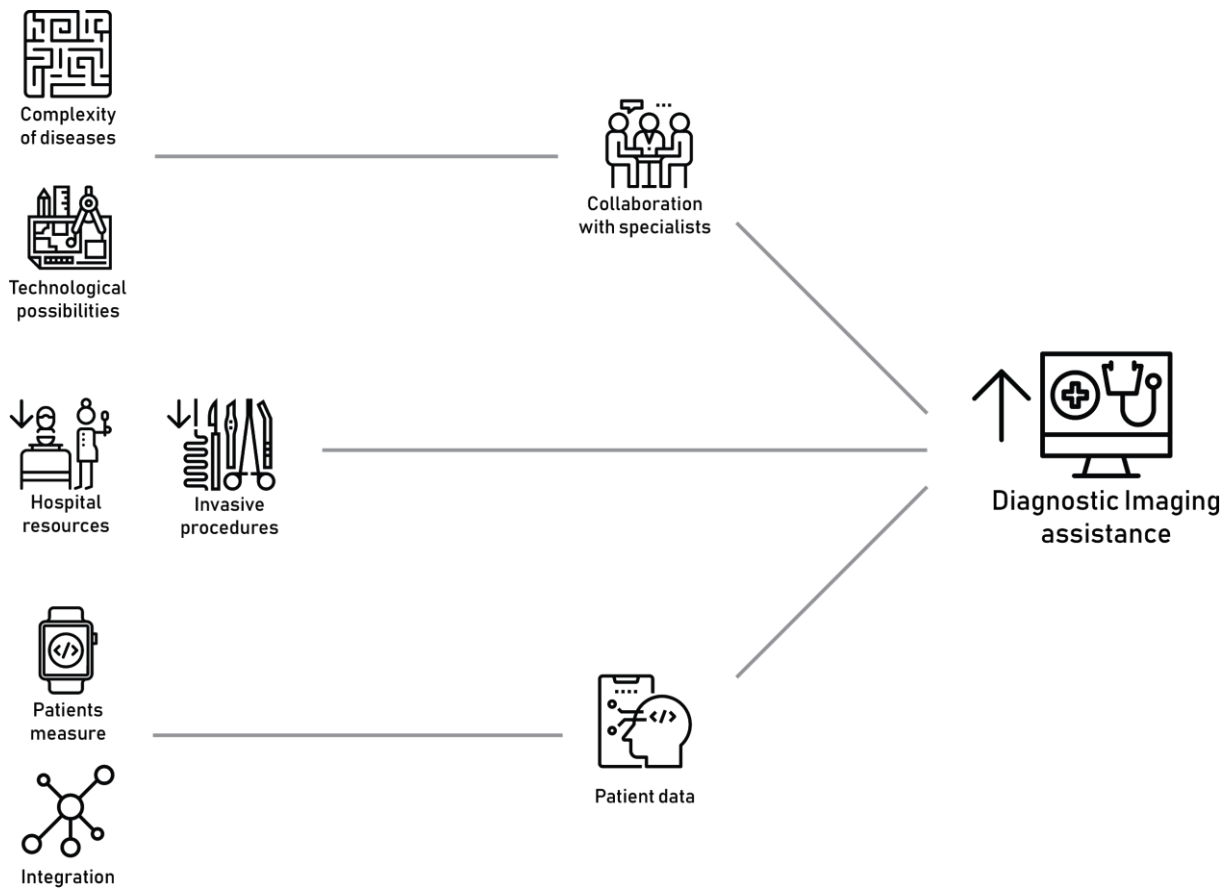 Complexity
of diseases
Collaboration
with specialists
Technological
possibilities
Hospital
resources
Invasive
procedures
Diagnostic Imaging
assistance
Patients
measure
Patient data
Integration